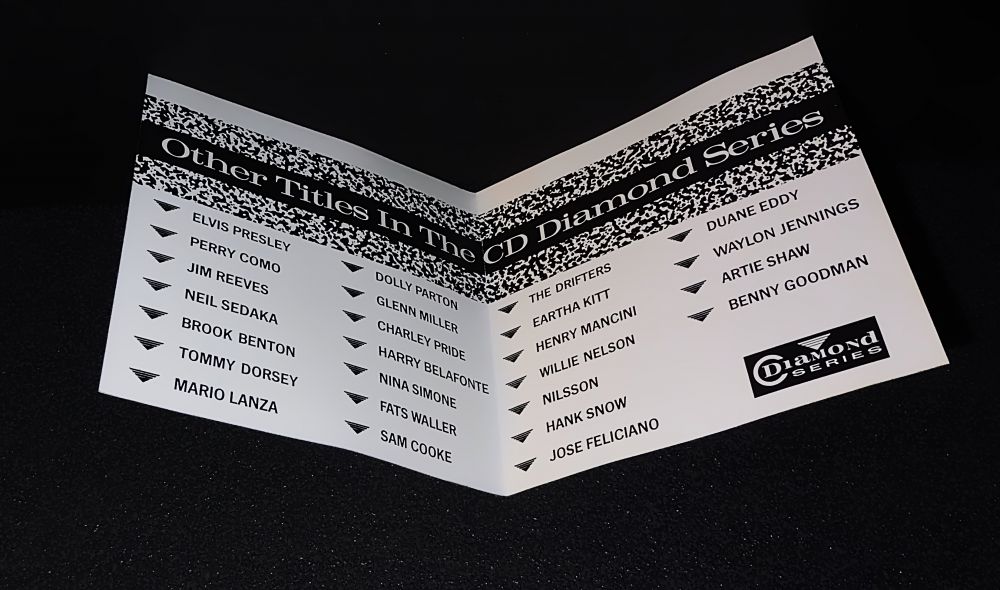 Other Titles In The CD Diamond Series
ELVIS PRESLEY
PERRY COMO
JIM REEVES
NEIL SEDAKA
BROOK BENTON
TOMMY DORSEY
MARIO LANZA
DOLLY PARTON
GLENN MILLER
CHARLEY PRIDE
HARRY BELAFONTE
NINA SIMONE
FATS WALLER
SAM COOKE
THE DRIFTERS
EARTHA KITT
HENRY MANCINI
WILLIE NELSON
NILSSON
HANK SNOW
JOSE FELICIANO
DUANE EDDY
WAYLON JENNINGS
ARTIE SHAW
BENNY GOODMAN
CDIAMOND
SERIES